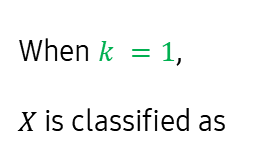 When k = 1,
X is classified as